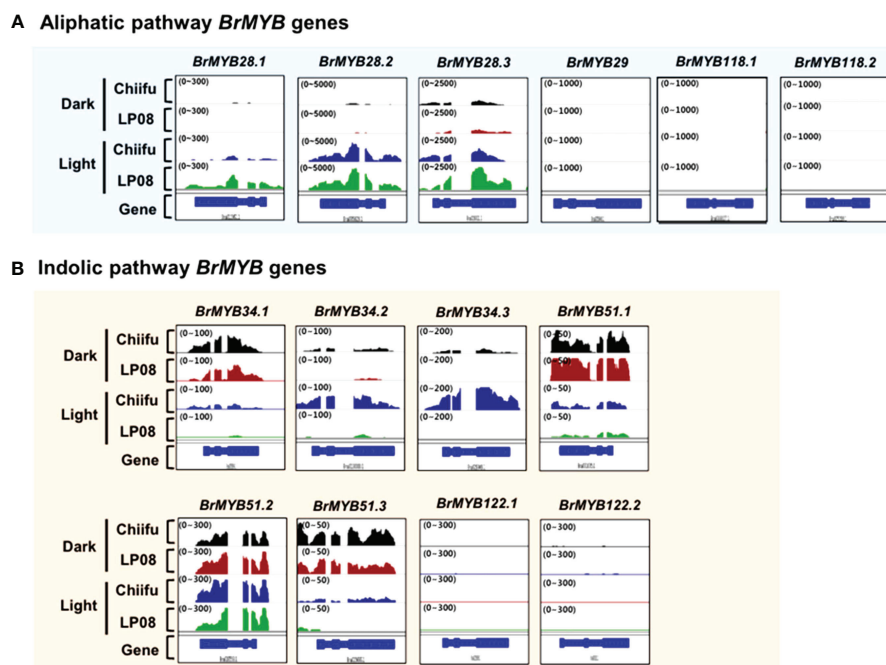 A Aliphatic pathway BrMYB genes
BrMYB28.1 BrMYB28.2 BrMYB28.3 BrMYB29 BrMYB118.1 BrMYB118.2
Dark Chiifu (0~300) (0~5000) (0~2500) (0~1000) (0~1000) (0~1000)
LP08 (0~300) (0~5000) (0~2500) (0~1000) (0~1000) (0~1000)
Light Chiifu (0~300) (0~5000) (0~2500) (0~1000) (0~1000) (0~1000)
LP08 (0~300) (0~5000) (0~2500) (0~1000) (0~1000) (0~1000)
Gene
B Indolic pathway BrMYB genes
BrMYB34.1 BrMYB34.2 BrMYB34.3 BrMYB51.1
Dark Chiifu (0~100) (0~100) (0~200) (0~50)
LP08 (0~100) (0~100) (0~200) (0~50)
Light Chiifu (0~100) (0~100) (0~200) (0~50)
LP08 (0~100) (0~100) (0~200) (0~50)
Gene
BrMYB51.2 BrMYB51.3 BrMYB122.1 BrMYB122.2
Dark Chiifu (0~300) (0~50) (0~300) (0~300)
LP08 (0~300) (0~50) (0~300) (0~300)
Light Chiifu (0~300) (0~50) (0~300) (0~300)
LP08 (0~300) (0~50) (0~300) (0~300)
Gene